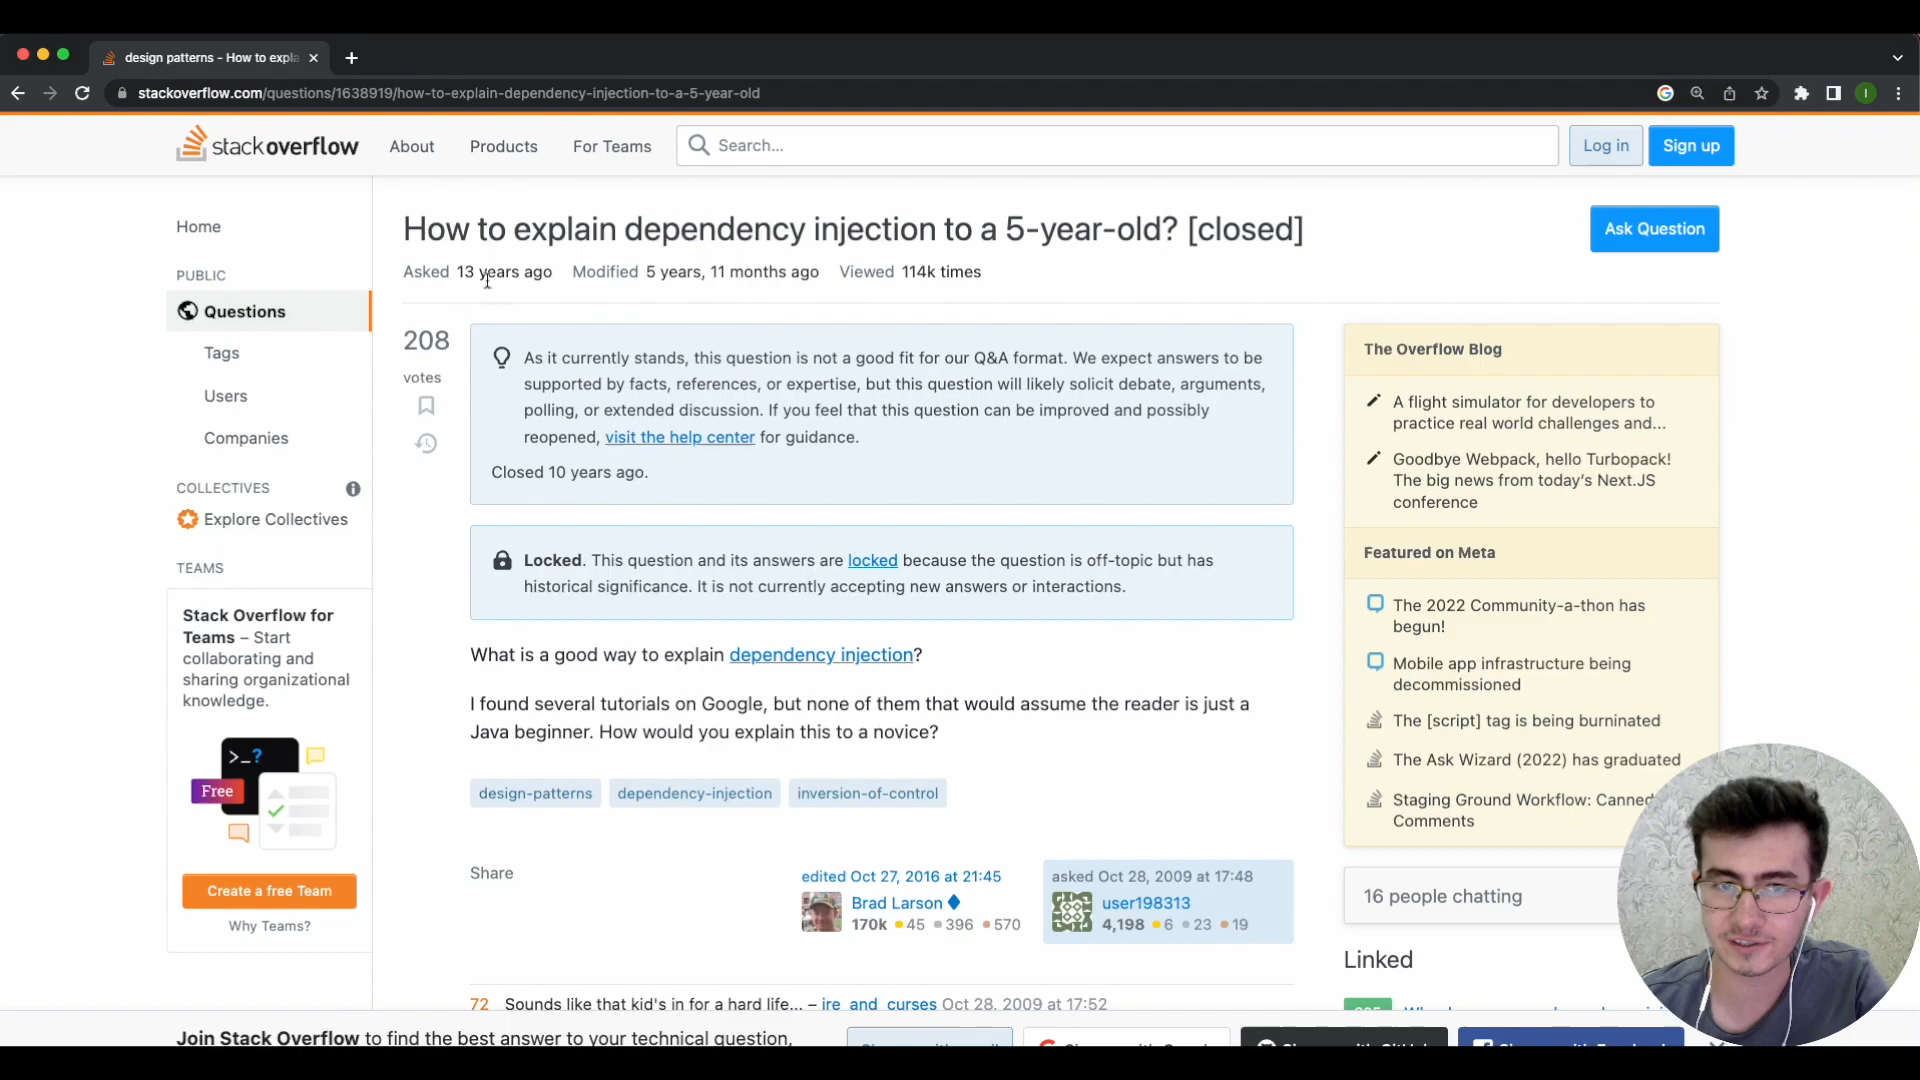 design patterns - How to expla
stackoverflow.com/questions/1638919/how-to-explain-dependency-injection-to-a-5-year-old
I
stackoverflow
About
Products
For Teams
Search...
Log in
Sign up
Home
PUBLIC
Questions
Tags
Users
Companies
COLLECTIVES
Explore Collectives
TEAMS
Stack Overflow for
Teams – Start
collaborating and
sharing organizational
knowledge.
>_?
Free
Create a free Team
Why Teams?
How to explain dependency injection to a 5-year-old? [closed]
Ask Question
Asked 13 years ago Modified 5 years, 11 months ago Viewed 114k times
208
votes
As it currently stands, this question is not a good fit for our Q&A format. We expect answers to be
supported by facts, references, or expertise, but this question will likely solicit debate, arguments,
polling, or extended discussion. If you feel that this question can be improved and possibly
reopened, visit the help center for guidance.
Closed 10 years ago.
Locked. This question and its answers are locked because the question is off-topic but has
historical significance. It is not currently accepting new answers or interactions.
What is a good way to explain dependency injection?
I found several tutorials on Google, but none of them that would assume the reader is just a
Java beginner. How would you explain this to a novice?
design-patterns
dependency-injection
inversion-of-control
Share
edited Oct 27, 2016 at 21:45
Brad Larson
170k 45 396 570
asked Oct 28, 2009 at 17:48
user198313
4,198 6 23 19
72 Sounds like that kid's in for a hard life... – ire_and_curses Oct 28, 2009 at 17:52
The Overflow Blog
A flight simulator for developers to
practice real world challenges and...
Goodbye Webpack, hello Turbopack!
The big news from today's Next.JS
conference
Featured on Meta
The 2022 Community-a-thon has
begun!
Mobile app infrastructure being
decommissioned
The [script] tag is being burninated
The Ask Wizard (2022) has graduated
Staging Ground Workflow: Canned
Comments
16 people chatting
Linked
Join Stack Overflow to find the best answer to your technical question,